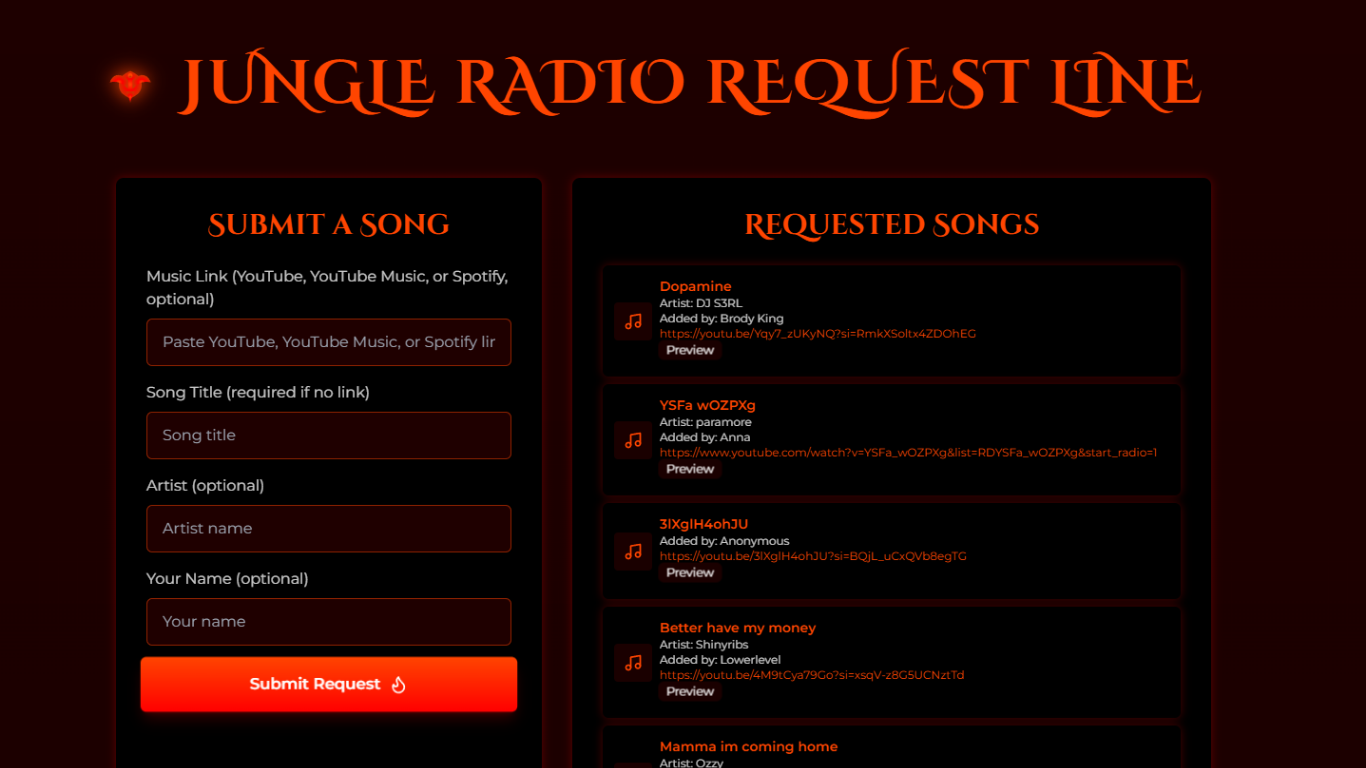 JUNGLE RADIO REQUEST LINE
Submit a Song
Music Link (YouTube, YouTube Music, or Spotify,
optional)
Paste YouTube, YouTube Music, or Spotify lir
Song Title (required if no link)
Song title
Artist (optional)
Artist name
Your Name (optional)
Your name
Submit Request
Requested Songs
Dopamine
Artist: DJ S3RL
Added by: Brody King
https://youtu.be/Yqy7_zUKyNQ?si=RmkXSoltx4ZDOhEG
Preview
YSFa wOZPXg
Artist: paramore
Added by: Anna
https://www.youtube.com/watch?v=YSFa_wOZPXg&list=RDYSFa_wOZPXg&start_radio=1
Preview
3lXglH4ohJU
Added by: Anonymous
https://youtu.be/3lXglH4ohJU?si=BQjL_uCxQVb8egTG
Preview
Better have my money
Artist: Shinyribs
Added by: Lowerlevel
https://youtu.be/4M9tCya79Go?si=xsqV-z8G5UCNztTd
Preview
Mamma im coming home
Artist: Ozzy